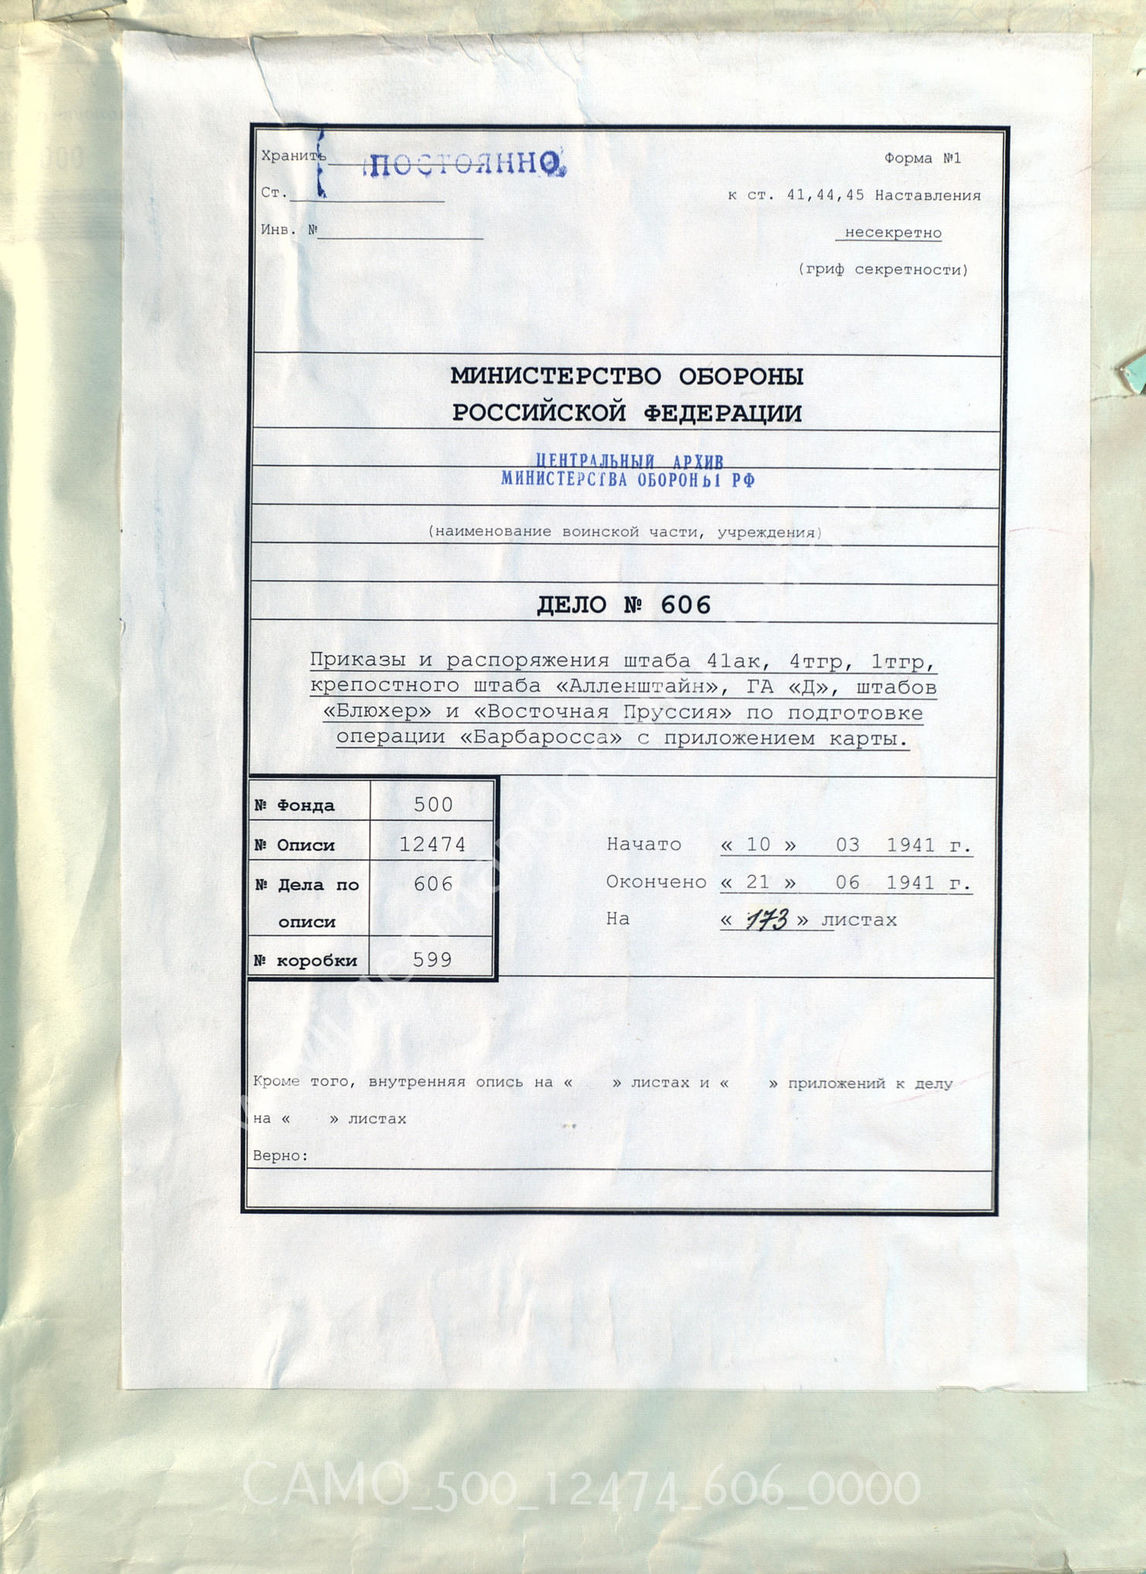 Хранить ПОСТОЯННО
Форма №1
Ст.
к ст. 41,44,45 Наставления
Инв. №
несекретно
(гриф секретности)
МИНИСТЕРСТВО ОБОРОНЫ
РОССИЙСКОЙ ФЕДЕРАЦИИ
ЦЕНТРАЛЬНЫЙ АРХИВ
МИНИСТЕРСТВА ОБОРОНЫ РФ
(наименование воинской части, учреждения)
ДЕЛО № 606
Приказы и распоряжения штаба 41ак, 4тгр, 1тгр,
крепостного штаба «Алленштайн», ГА «Д», штабов
«Блюхер» и «Восточная Пруссия» по подготовке
операции «Барбаросса» с приложением карты.
№ Фонда 500
№ Описи 12474
№ Дела по 606
описи
№ коробки 599
Начато « 10 » 03 1941 г.
Окончено « 21 » 06 1941 г.
На « 173 » листах
Кроме того, внутренняя опись на « » листах и « » приложений к делу
на « » листах
Верно:
CAMO_500_12474_606_0000